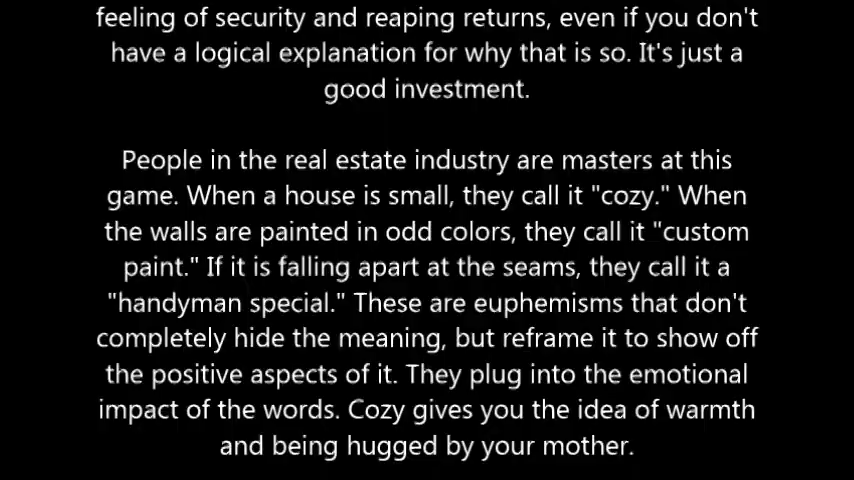 feeling of security and reaping returns, even if you don't
have a logical explanation for why that is so. It's just a
good investment.
People in the real estate industry are masters at this
game. When a house is small, they call it "cozy." When
the walls are painted in odd colors, they call it "custom
paint." If it is falling apart at the seams, they call it a
"handyman special." These are euphemisms that don't
completely hide the meaning, but reframe it to show off
the positive aspects of it. They plug into the emotional
impact of the words. Cozy gives you the idea of warmth
and being hugged by your mother.